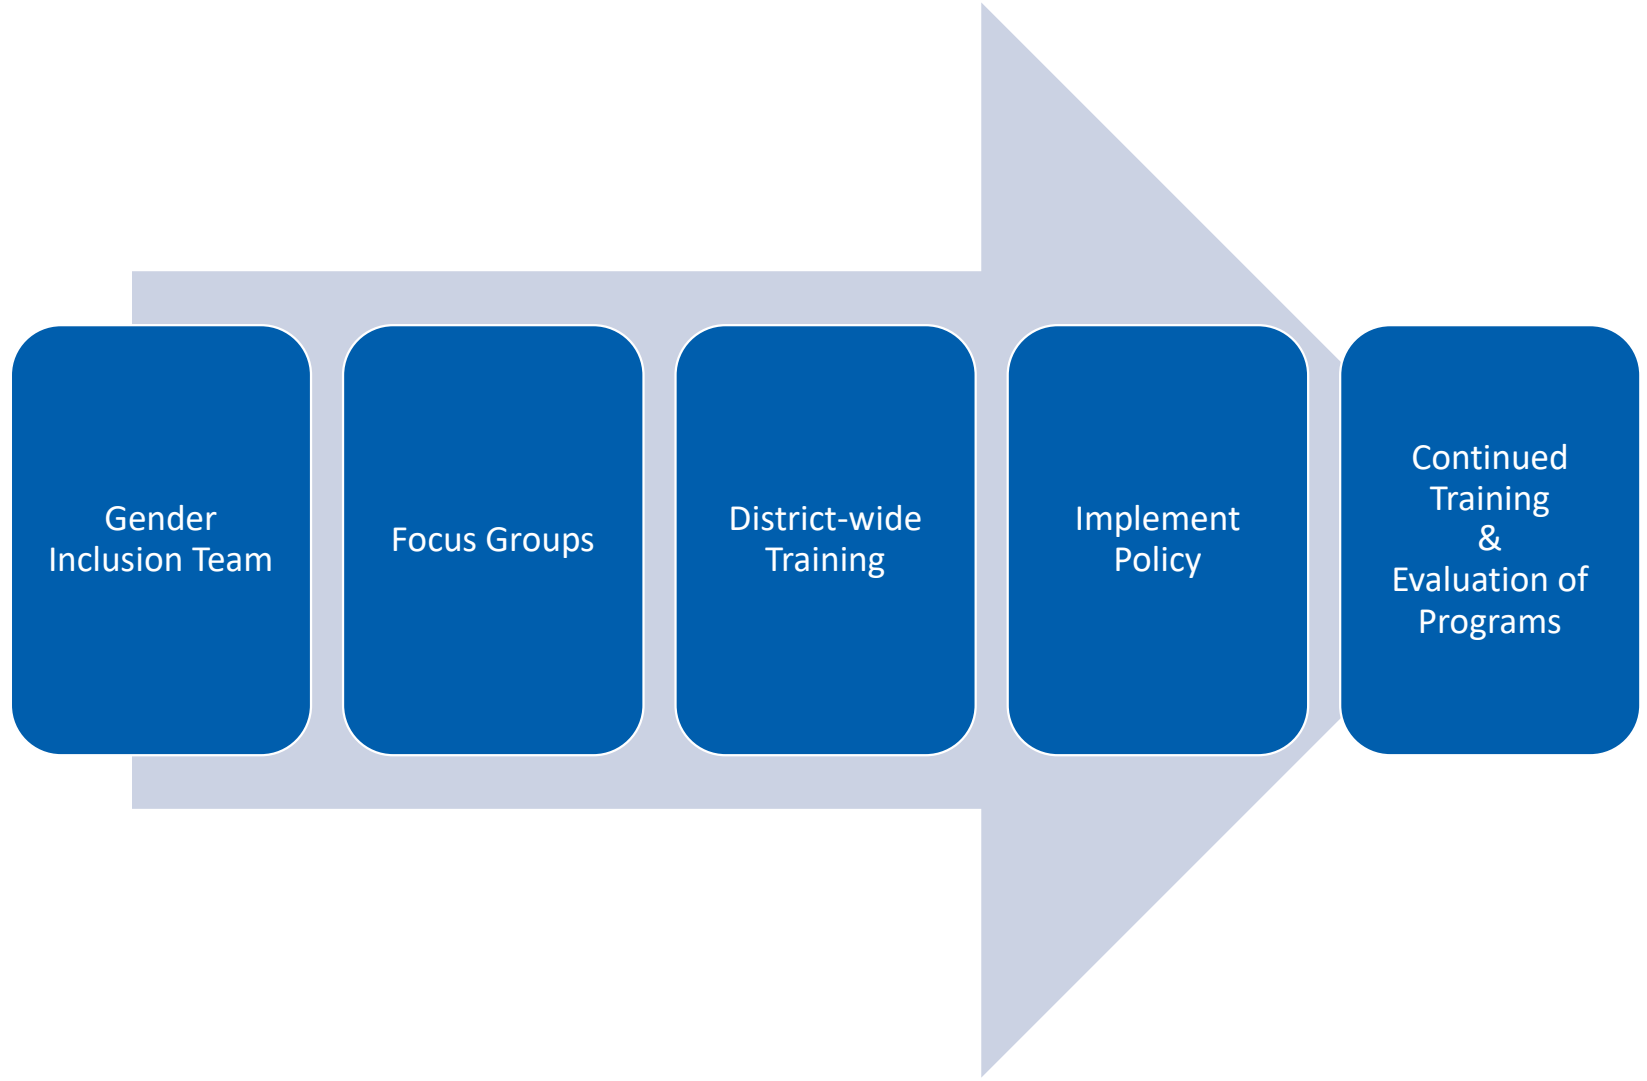 Gender
Inclusion Team
Focus Groups
District-wide
Training
Implement
Policy
Continued
Training
&
Evaluation of
Programs